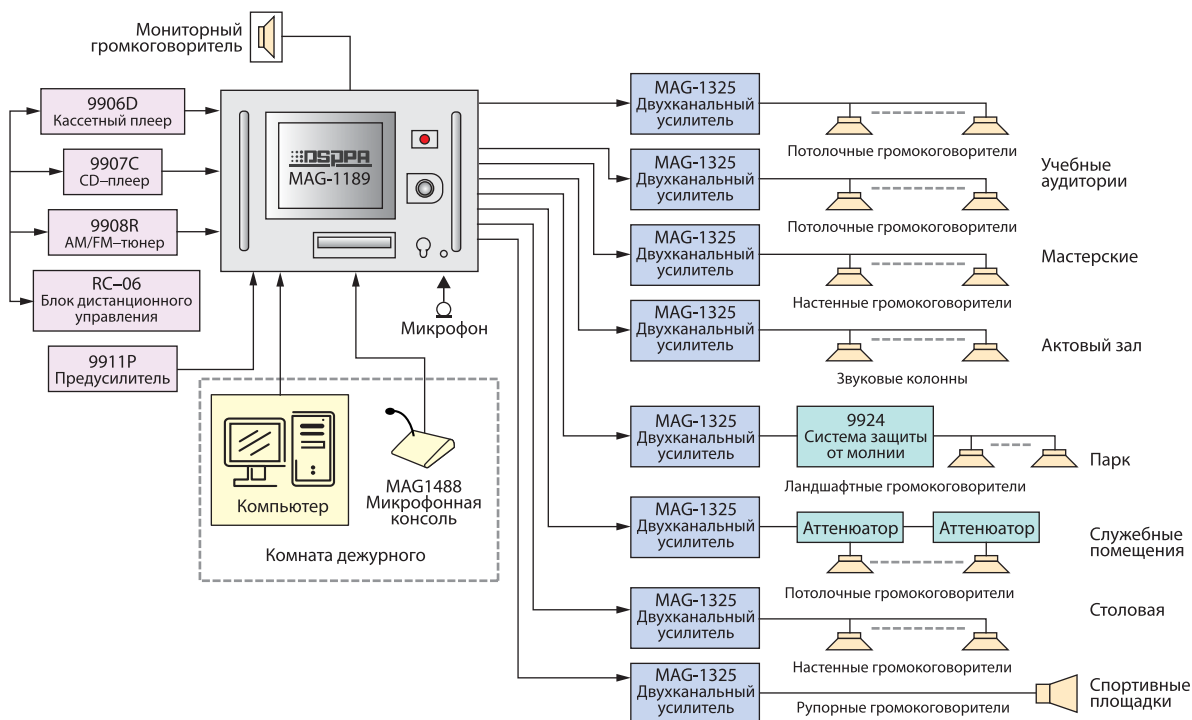 Мониторный
громкоговоритель
9906D
Кассетный плеер
9907C
CD–плеер
9908R
AM/FM–тюнер
RC–06
Блок дистанционного
управления
9911P
Предусилитель
DSPPA
MAG-1189
Микрофон
Компьютер
MAG1488
Микрофонная
консоль
Комната дежурного
MAG-1325
Двухканальный
усилитель
Потолочные громкоговорители
MAG-1325
Двухканальный
усилитель
Потолочные громкоговорители
Учебные
аудитории
MAG-1325
Двухканальный
усилитель
Настенные громкоговорители
Мастерские
MAG-1325
Двухканальный
усилитель
Звуковые колонны
Актовый зал
MAG-1325
Двухканальный
усилитель
9924
Система защиты
от молнии
Ландшафтные громкоговорители
Парк
MAG-1325
Двухканальный
усилитель
Аттенюатор
Аттенюатор
Потолочные громкоговорители
Служебные
помещения
MAG-1325
Двухканальный
усилитель
Настенные громкоговорители
Столовая
MAG-1325
Двухканальный
усилитель
Рупорные громкоговорители
Спортивные
площадки